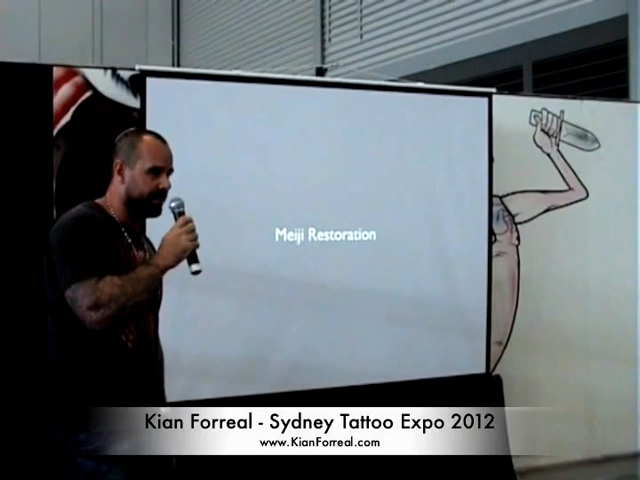 Meiji Restoration
Kian Forreal - Sydney Tattoo Expo 2012
www.KianForreal.com